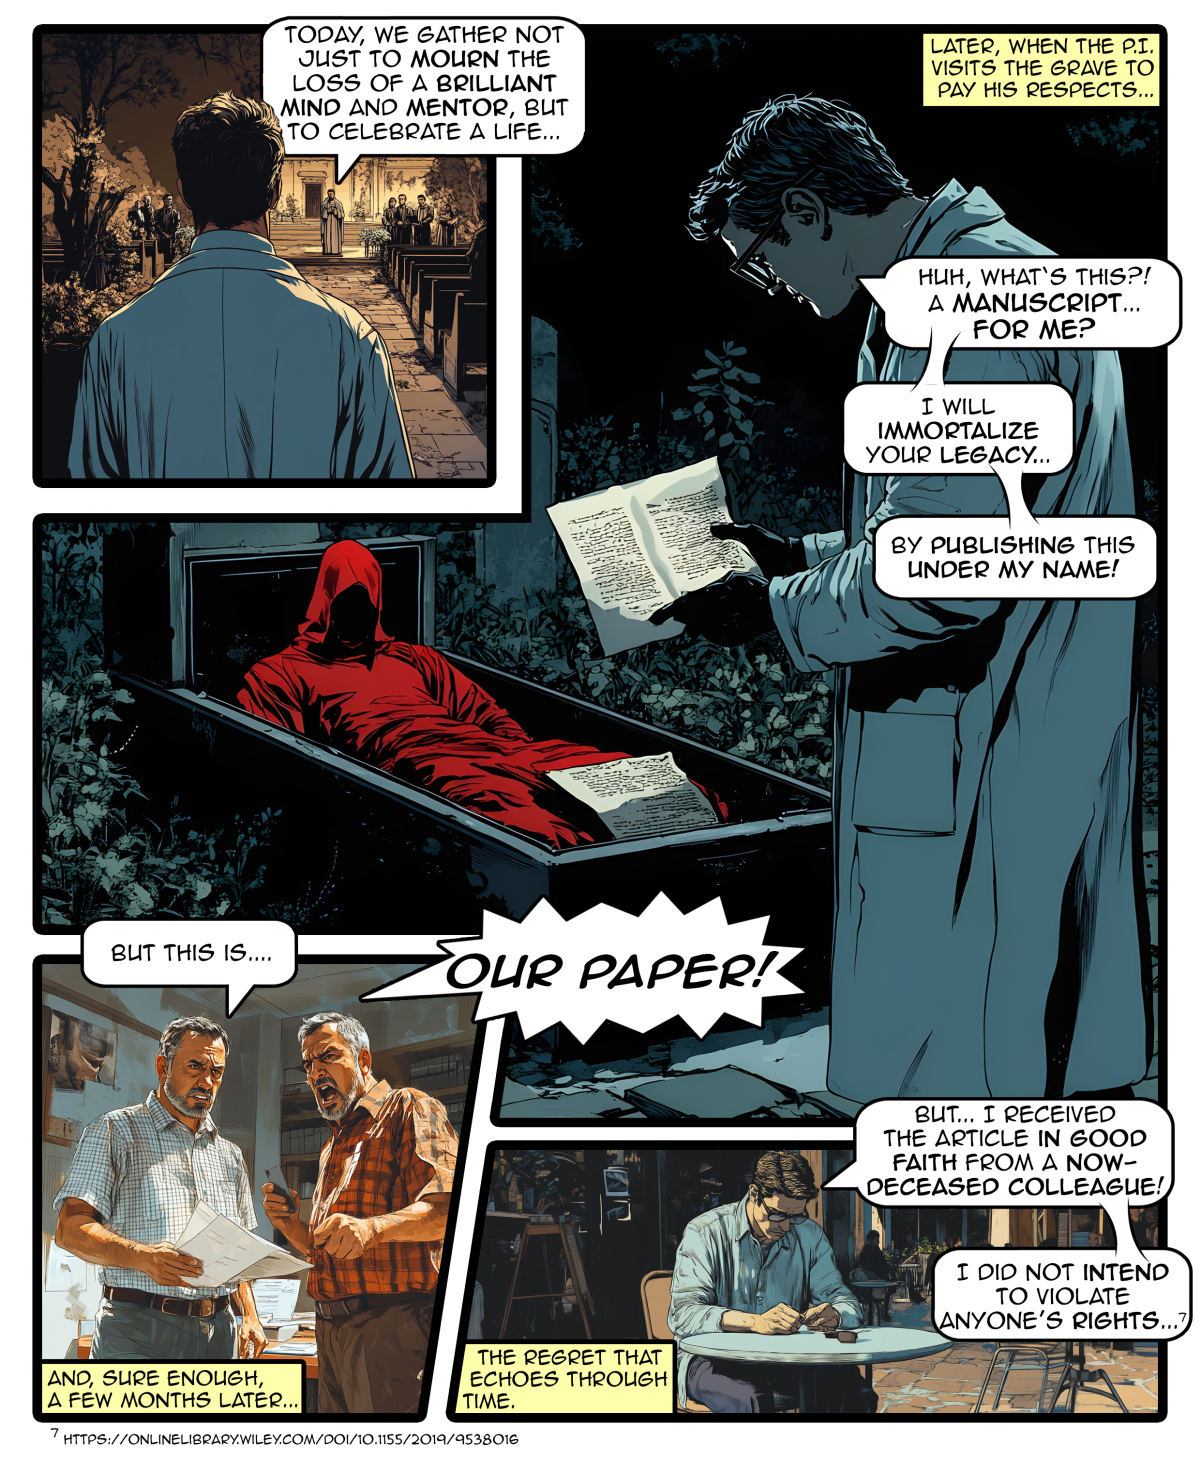 TODAY, WE GATHER NOT
JUST TO MOURN THE
LOSS OF A BRILLIANT
MIND AND MENTOR, BUT
TO CELEBRATE A LIFE...
LATER, WHEN THE P.I.
VISITS THE GRAVE TO
PAY HIS RESPECTS...
HUH, WHAT'S THIS?!
A MANUSCRIPT...
FOR ME?
I WILL
IMMORTALIZE
YOUR LEGACY...
BY PUBLISHING THIS
UNDER MY NAME!
BUT THIS IS....
OUR PAPER!
AND, SURE ENOUGH,
A FEW MONTHS LATER...
BUT... I RECEIVED
THE ARTICLE IN GOOD
FAITH FROM A NOW-
DECEASED COLLEAGUE!
I DID NOT INTEND
TO VIOLATE
ANYONE'S RIGHTS...7
THE REGRET THAT
ECHOES THROUGH
TIME.
7 HTTPS://ONLINELIBRARY.WILEY.COM/DOI/10.1155/2019/9538016